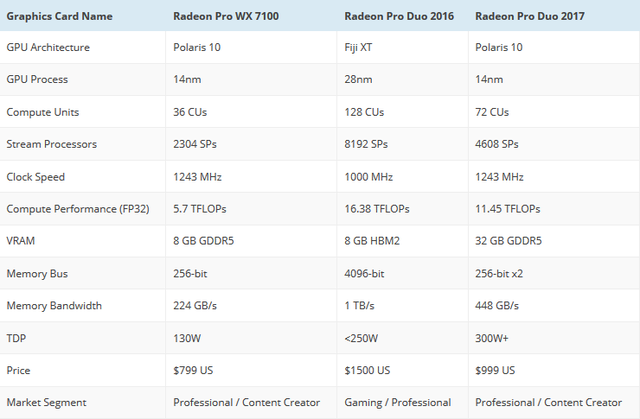 Graphics Card Name Radeon Pro WX 7100 Radeon Pro Duo 2016 Radeon Pro Duo 2017
GPU Architecture Polaris 10 Fiji XT Polaris 10
GPU Process 14nm 28nm 14nm
Compute Units 36 CUs 128 CUs 72 CUs
Stream Processors 2304 SPs 8192 SPs 4608 SPs
Clock Speed 1243 MHz 1000 MHz 1243 MHz
Compute Performance (FP32) 5.7 TFLOPs 16.38 TFLOPs 11.45 TFLOPs
VRAM 8 GB GDDR5 8 GB HBM2 32 GB GDDR5
Memory Bus 256-bit 4096-bit 256-bit x2
Memory Bandwidth 224 GB/s 1 TB/s 448 GB/s
TDP 130W <250W 300W+
Price $799 US $1500 US $999 US
Market Segment Professional / Content Creator Gaming / Professional Professional / Content Creator